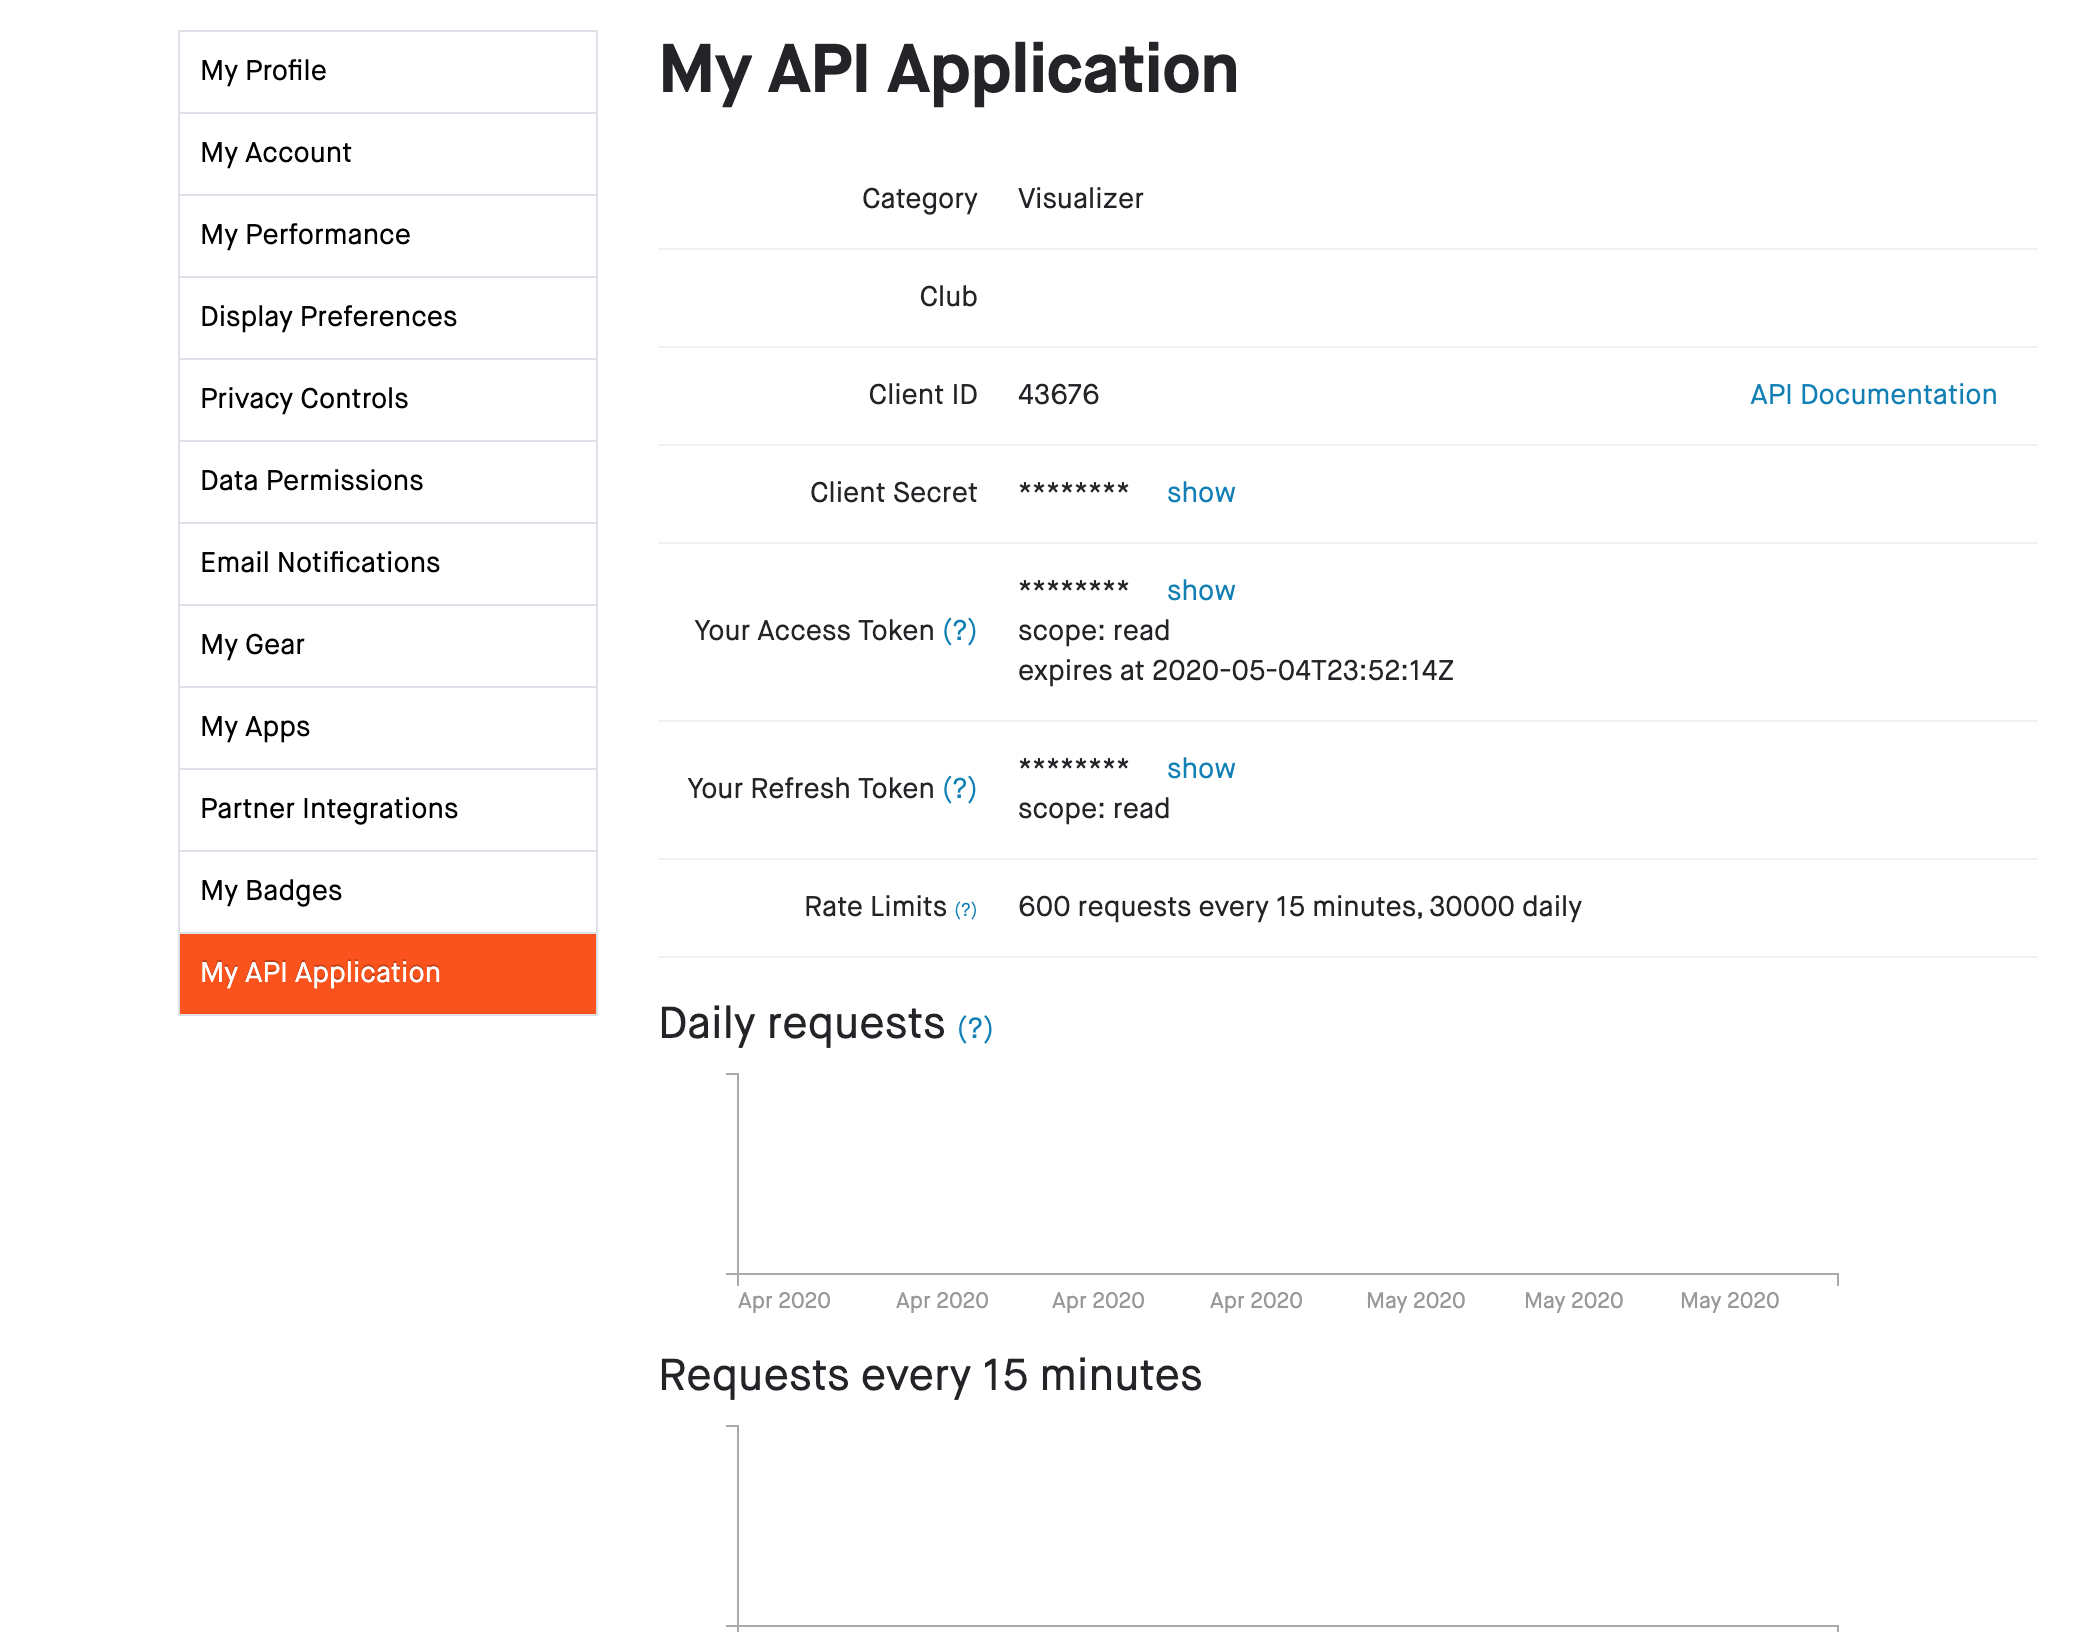 My Profile
My Account
My Performance
Display Preferences
Privacy Controls
Data Permissions
Email Notifications
My Gear
My Apps
Partner Integrations
My Badges
My API Application
My API Application
Category Visualizer
Club
Client ID 43676 API Documentation
Client Secret ******** show
******** show
Your Access Token (?) scope: read
expires at 2020-05-04T23:52:14Z
******** show
Your Refresh Token (?)
scope: read
Rate Limits (?) 600 requests every 15 minutes, 30000 daily
Daily requests (?)
Apr 2020 Apr 2020 Apr 2020 Apr 2020 May 2020 May 2020 May 2020
Requests every 15 minutes